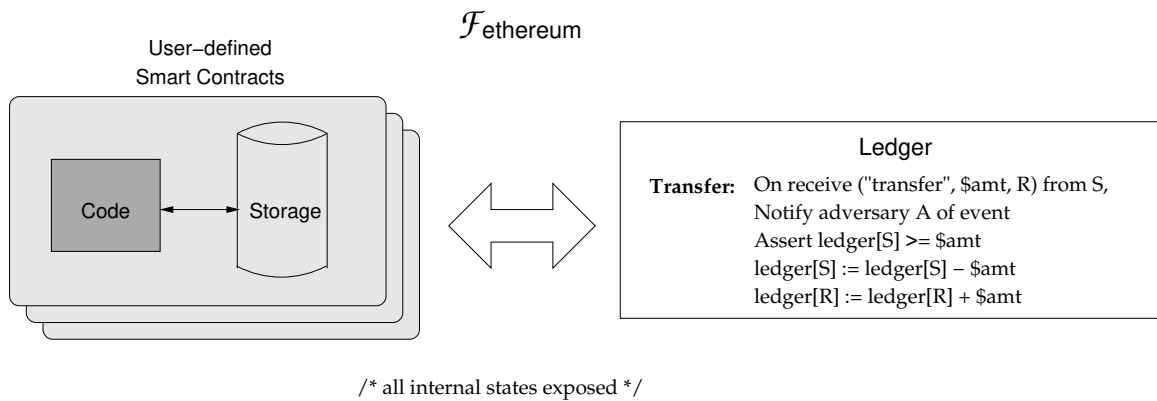 ℱethereum
User-defined
Smart Contracts
Code
Storage
Ledger
Transfer: On receive ("transfer", $amt, R) from S,
Notify adversary A of event
Assert ledger[S] >= $amt
ledger[S] := ledger[S] − $amt
ledger[R] := ledger[R] + $amt
/* all internal states exposed */